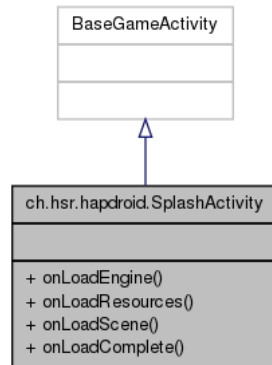 BaseGameActivity
ch.hsr.hapdroid.SplashActivity
+ onLoadEngine()
+ onLoadResources()
+ onLoadScene()
+ onLoadComplete()